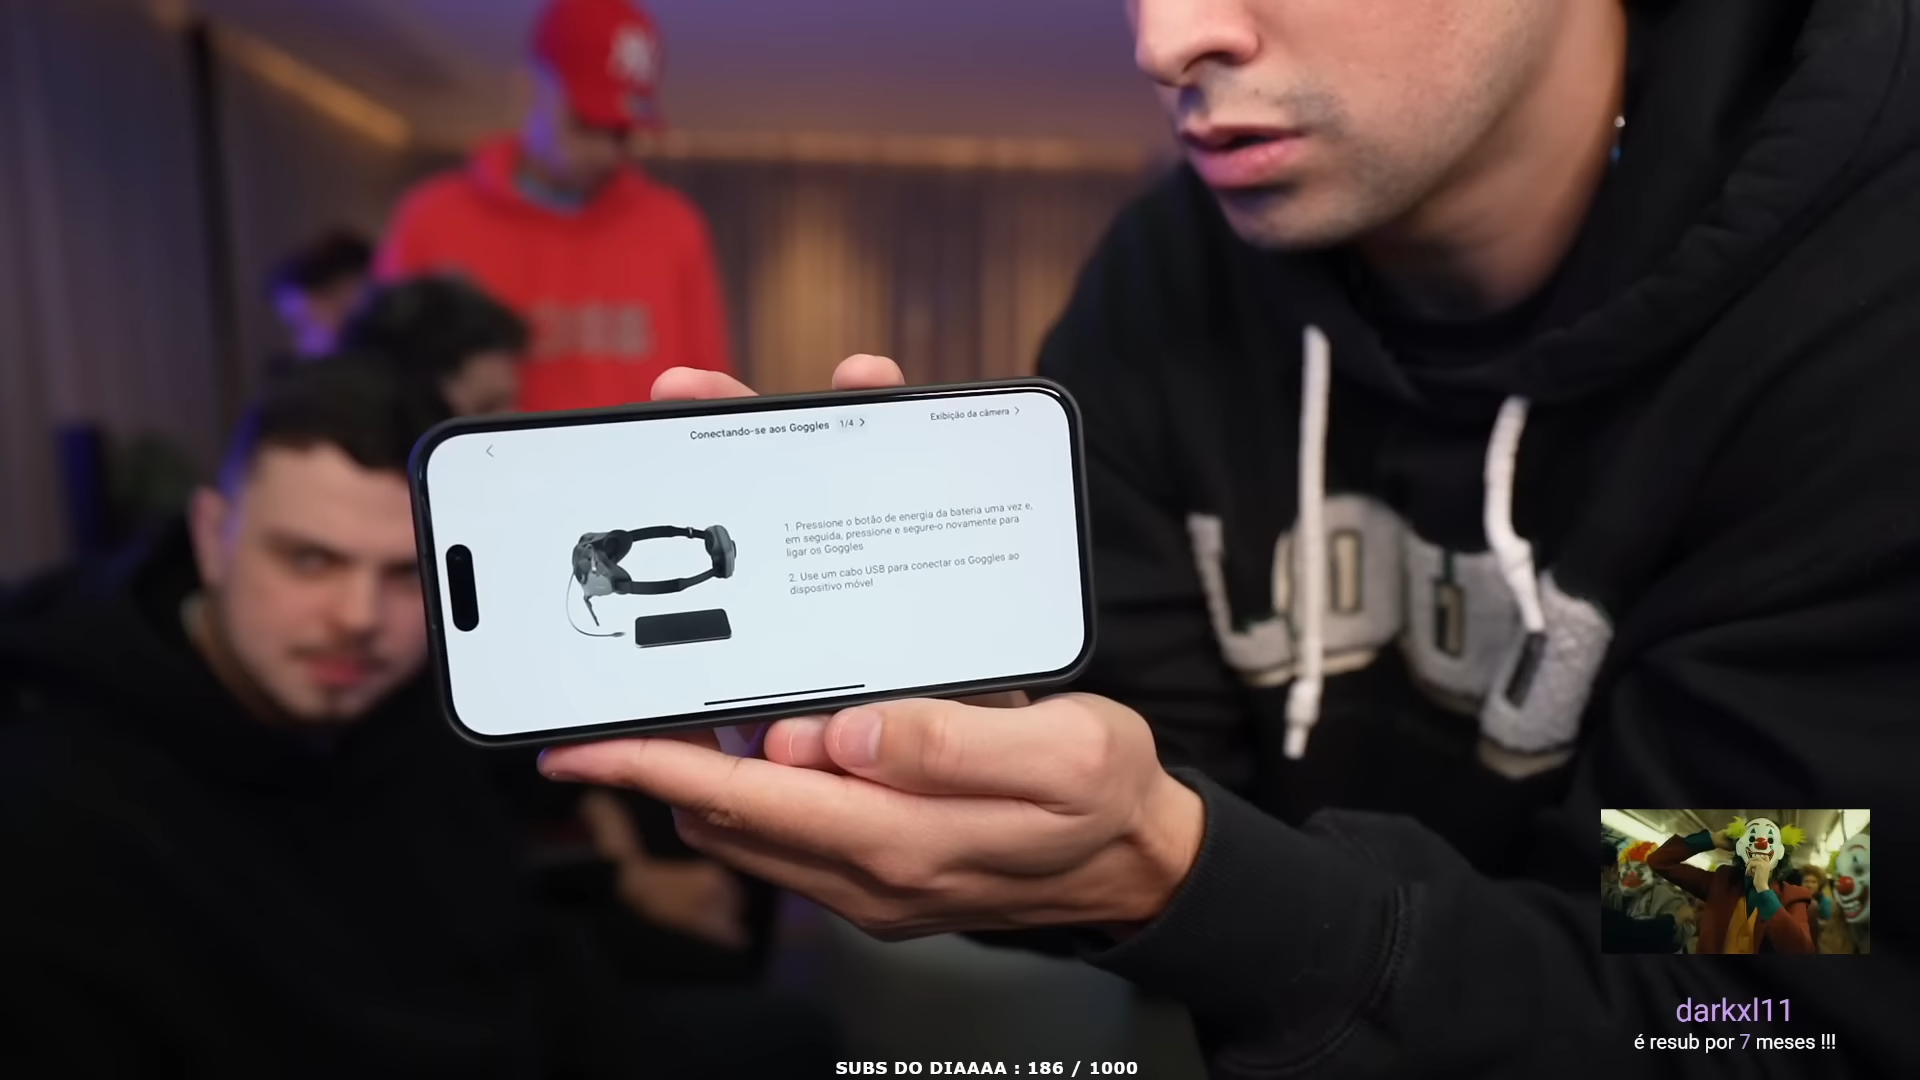 Conectando-se aos Goggles 1/4
Exibição da câmera
1. Pressione o botão de energia da bateria uma vez e,
em seguida, pressione e segure-o novamente para
ligar os Goggles
2. Use um cabo USB para conectar os Goggles ao
dispositivo móvel
darkxl11
é resub por 7 meses !!!
SUBS DO DIAAAA : 186 / 1000